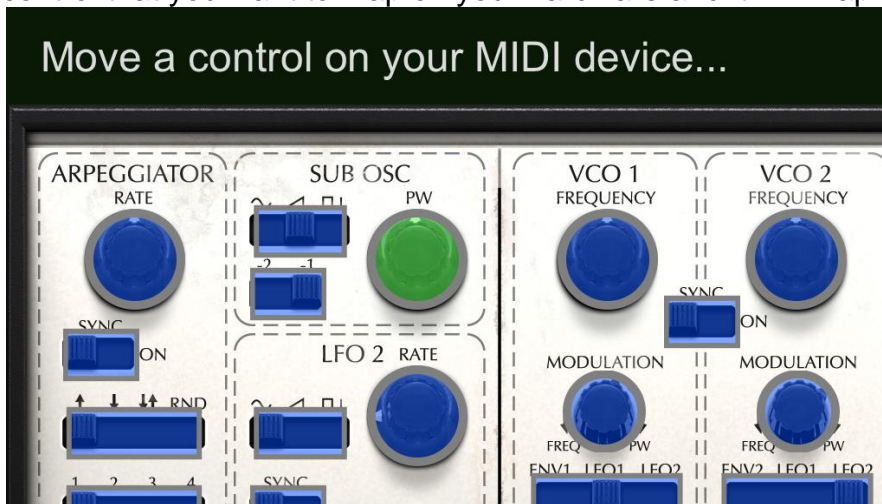 Move a control on your MIDI device...
ARPEGGIATOR
RATE
SYNC
ON
RND
1 2 3 4
SUB OSC
PW
-2 -1
LFO 2 RATE
SYNC
VCO 1
FREQUENCY
SYNC
ON
MODULATION
FREQ PW
ENV1 LFO1 LFO2
VCO 2
FREQUENCY
MODULATION
FREQ PW
ENV2 LFO1 LFO2